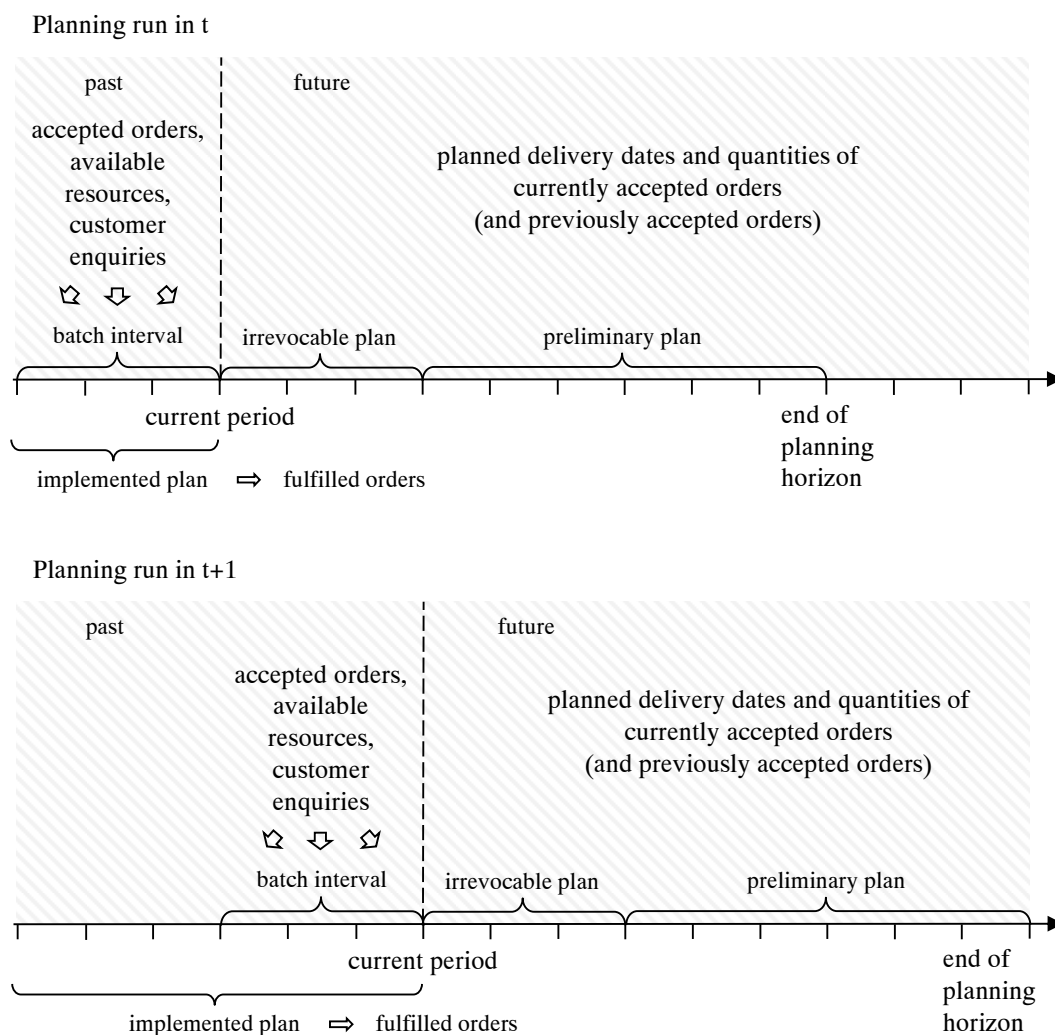 Planning run in t
past
future
accepted orders,
available
resources,
customer
enquiries
planned delivery dates and quantities of
currently accepted orders
(and previously accepted orders)
batch interval
irrevocable plan
preliminary plan
current period
end of
planning
horizon
implemented plan ⇨ fulfilled orders
Planning run in t+1
past
future
accepted orders,
available
resources,
customer
enquiries
planned delivery dates and quantities of
currently accepted orders
(and previously accepted orders)
batch interval
irrevocable plan
preliminary plan
current period
end of
planning
horizon
implemented plan ⇨ fulfilled orders